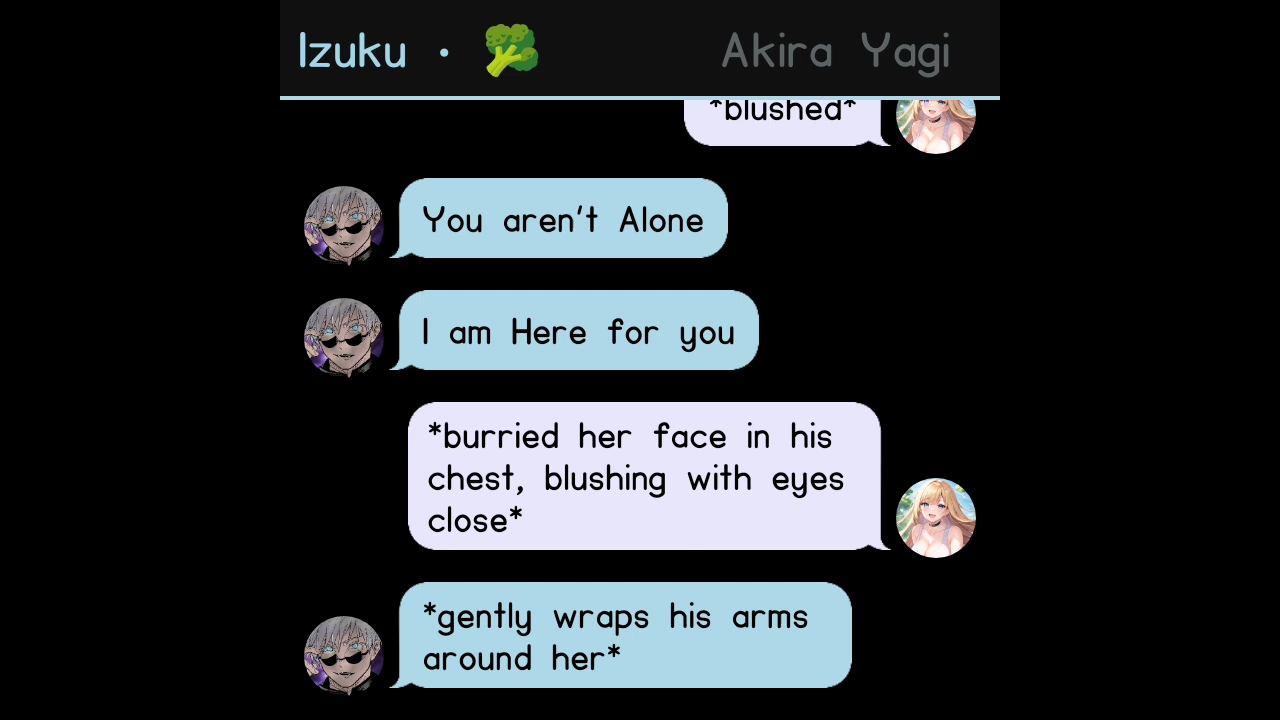 Izuku • 🥦 Akira Yagi
*blushed*
You aren't Alone
I am Here for you
*burried her face in his
chest, blushing with eyes
close*
*gently wraps his arms
around her*